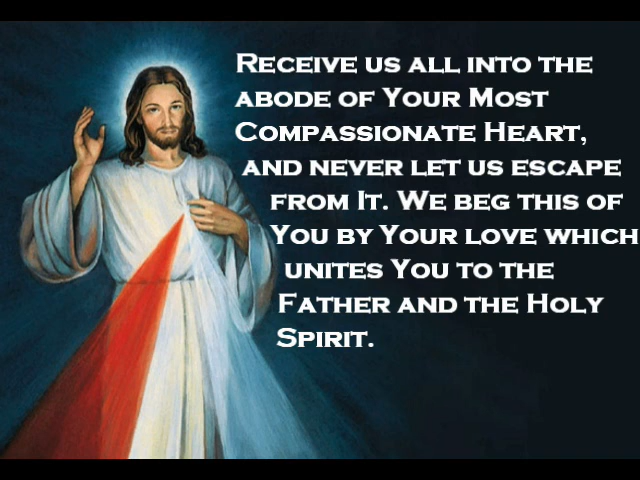 Receive us all into the
abode of Your Most
Compassionate Heart,
and never let us escape
from It. We beg this of
You by Your love which
unites You to the
Father and the Holy
Spirit.